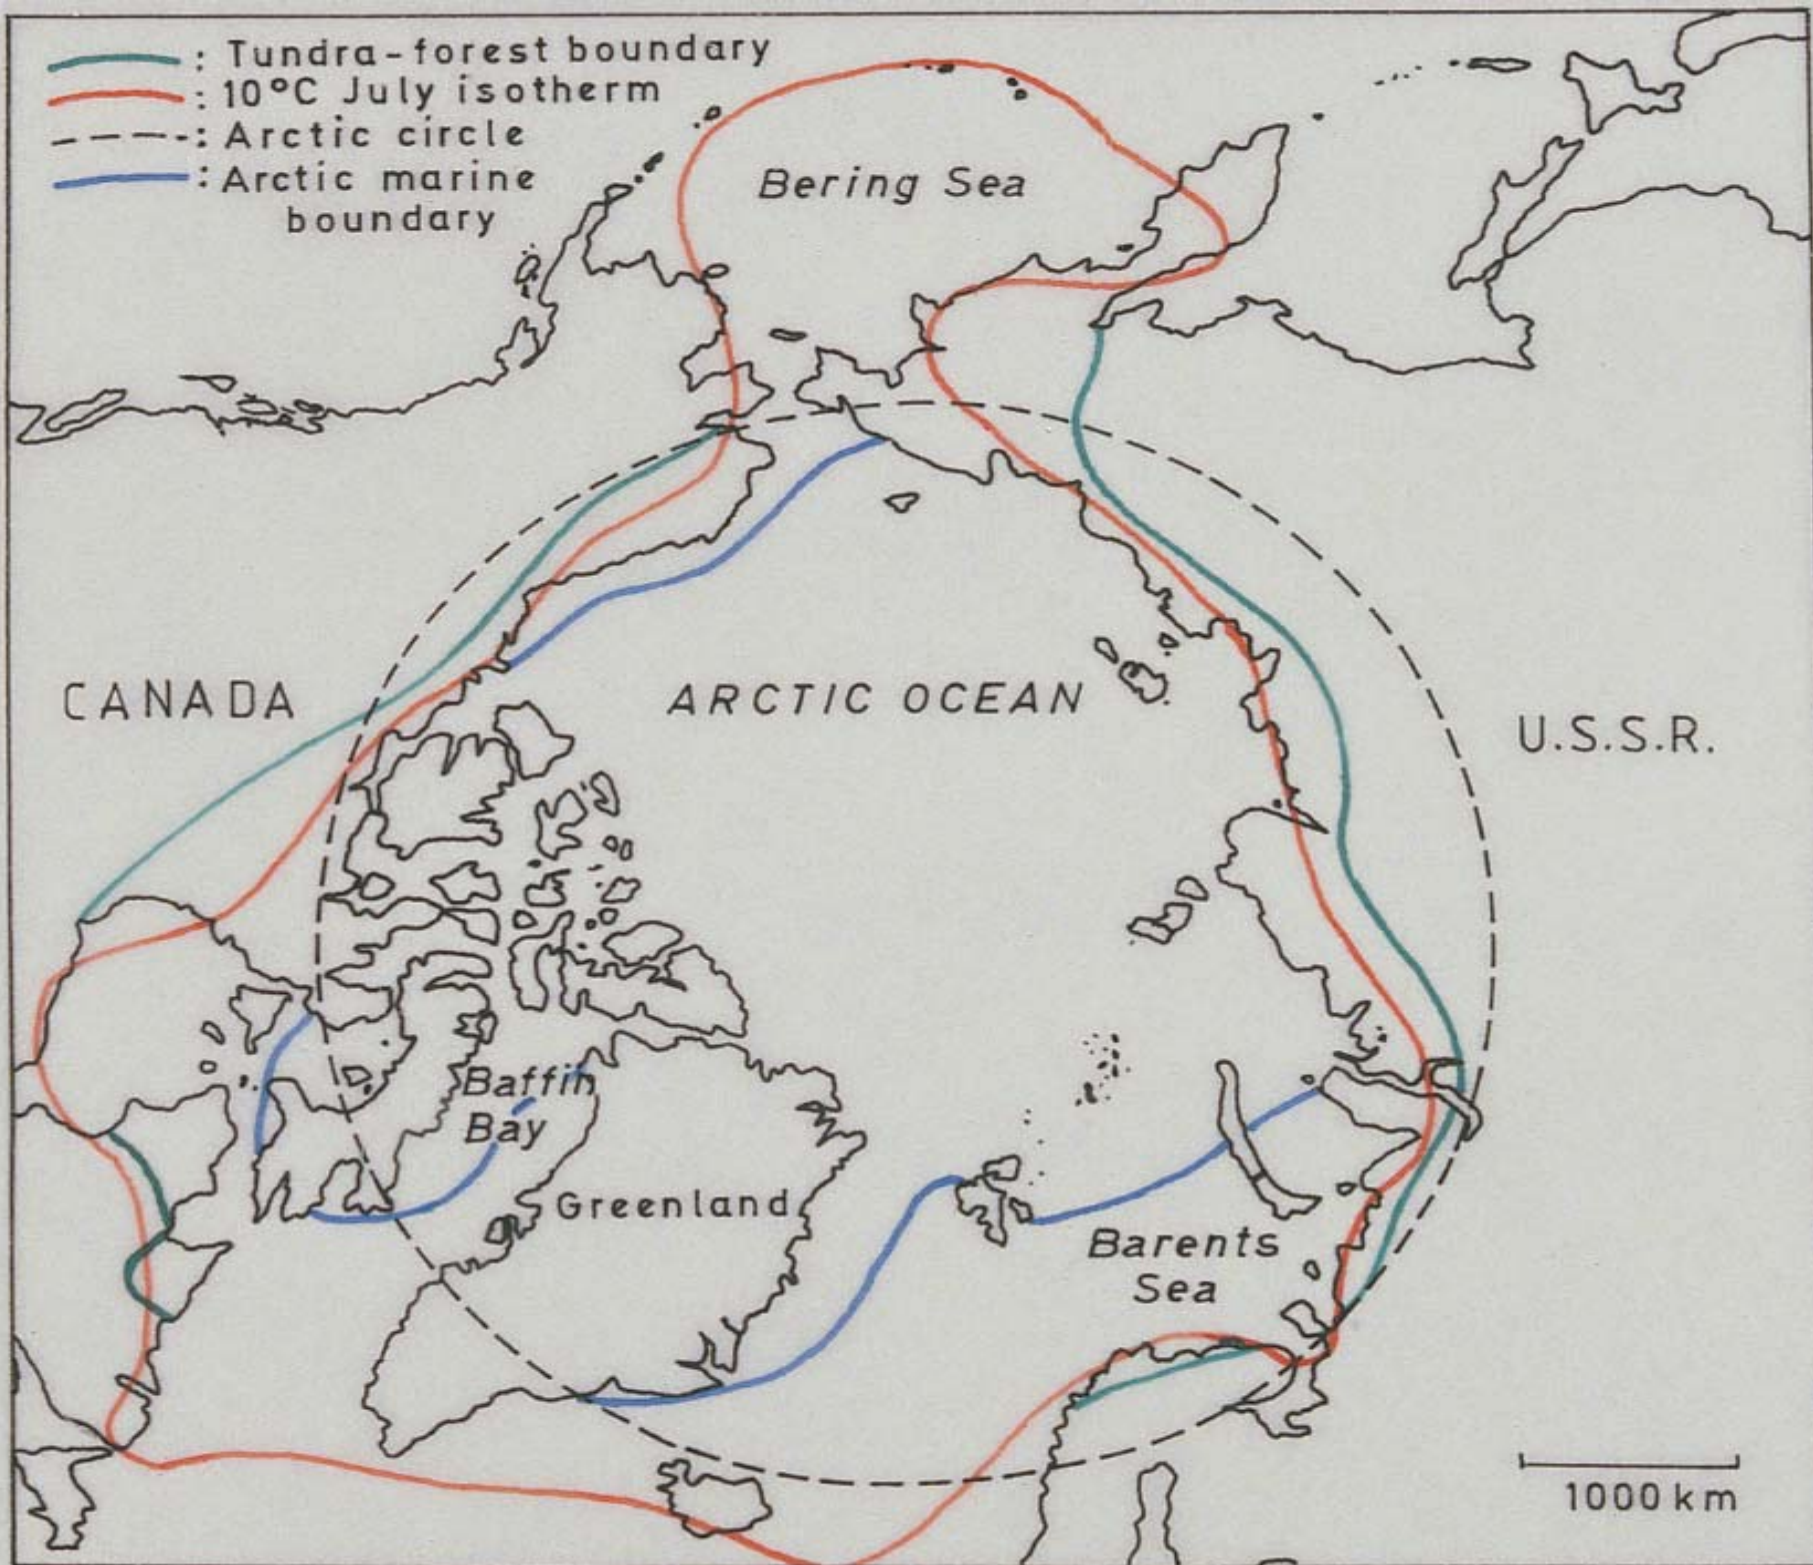 : Tundra-forest boundary
: 10°C July isotherm
: Arctic circle
: Arctic marine
boundary
Bering Sea
CANADA
ARCTIC OCEAN
U.S.S.R.
Baffin
Bay
Greenland
Barents
Sea
1000 km